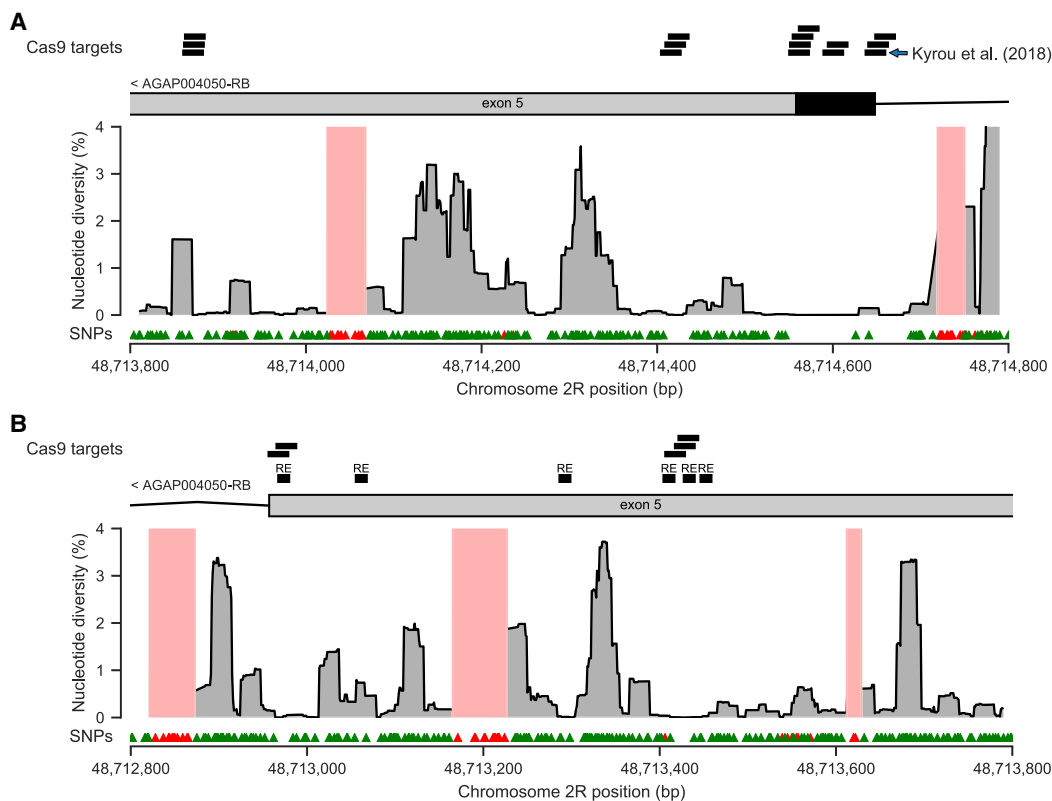 A
Cas9 targets
Kyrou et al. (2018)
< AGAP004050-RB
exon 5
Nucleotide diversity (%)
4
3
2
1
0
SNPs
48,713,800
48,714,000
48,714,200
48,714,400
48,714,600
48,714,800
Chromosome 2R position (bp)
B
Cas9 targets
RE
RE
RE
RE
RE
RE
< AGAP004050-RB
exon 5
Nucleotide diversity (%)
4
3
2
1
0
SNPs
48,712,800
48,713,000
48,713,200
48,713,400
48,713,600
48,713,800
Chromosome 2R position (bp)